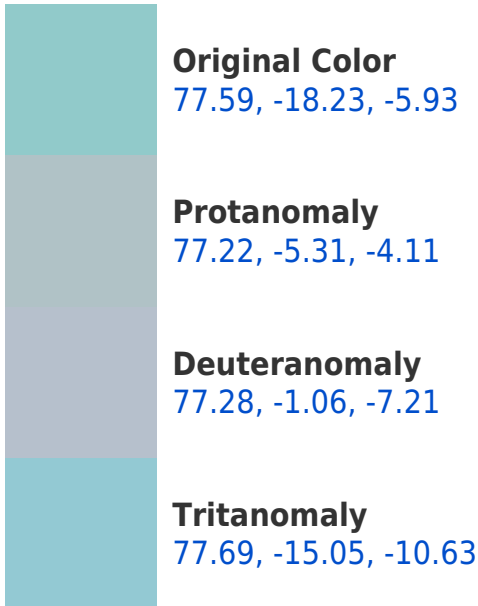 Original Color
77.59, -18.23, -5.93
Protanomaly
77.22, -5.31, -4.11
Deuteranomaly
77.28, -1.06, -7.21
Tritanomaly
77.69, -15.05, -10.63